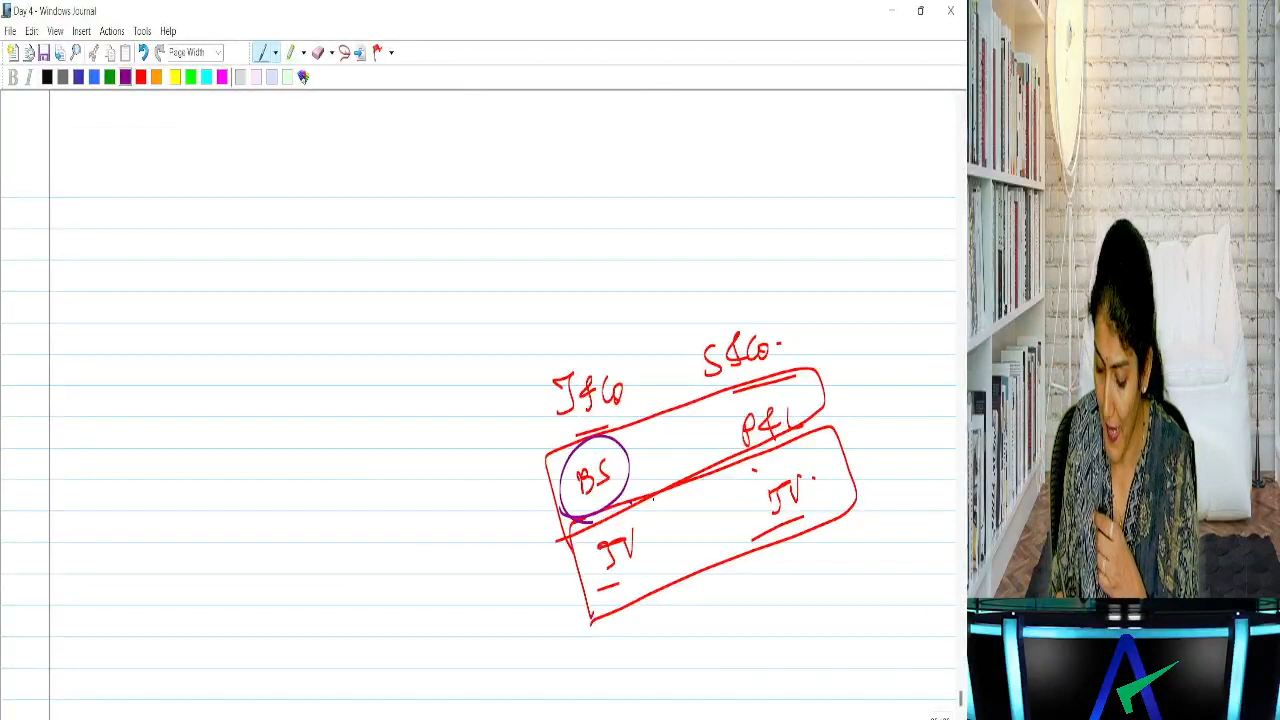 Day 4 - Windows Journal
File Edit View Insert Actions Tools Help
Page Width
B I
S & Co.
J & Co
P & L
BS
JV.
JV